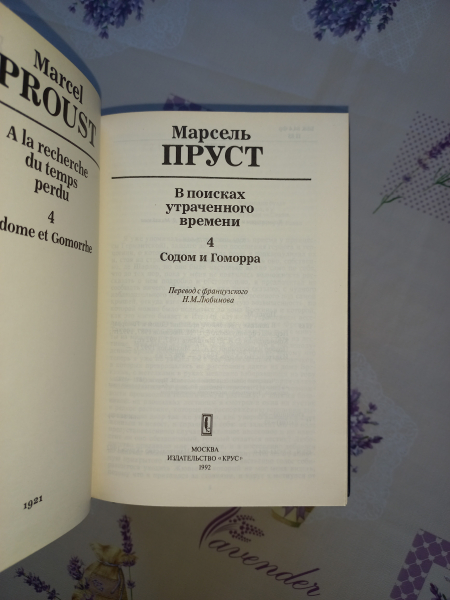 Marcel
PROUST
A la recherche
du temps
perdu
4
dome et Gomorrhe
1921
Марсель
ПРУСТ
В поисках
утраченного
времени
4
Содом и Гоморра
Перевод с французского
Н.М.Любимова
МОСКВА
ИЗДАТЕЛЬСТВО «КРУС»
1992
Lavender